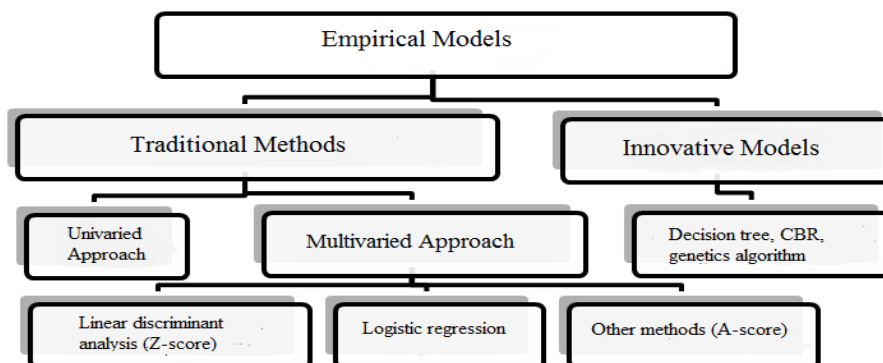 Empirical Models
Traditional Methods
Innovative Models
Univaried
Approach
Multivaried Approach
Decision tree, CBR,
genetics algorithm
Linear discriminant
analysis (Z-score)
Logistic regression
Other methods (A-score)